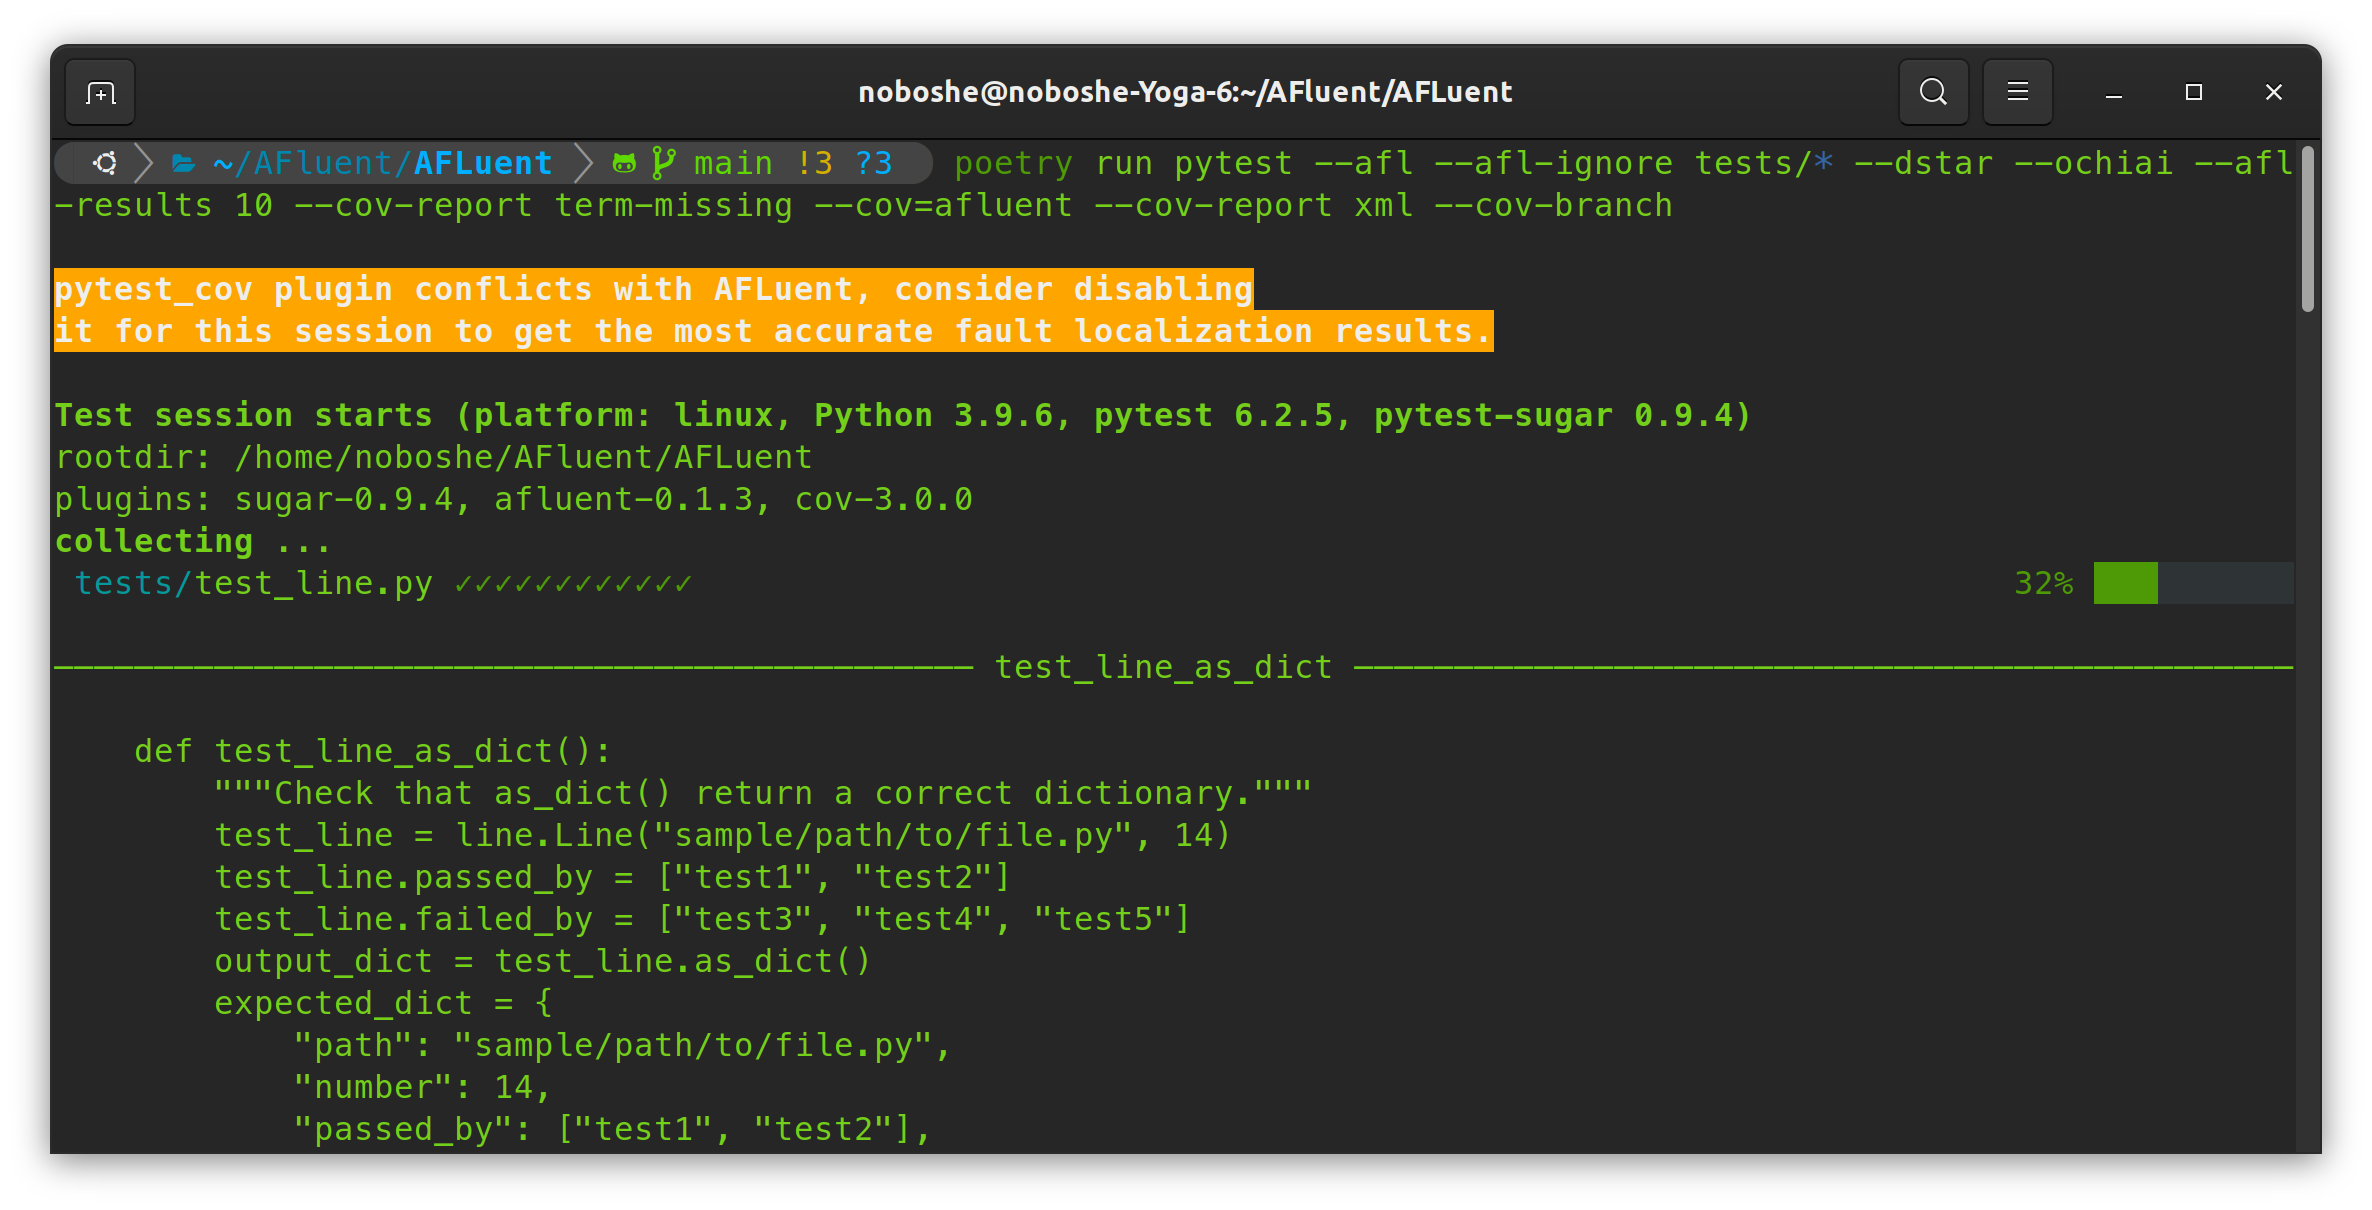 noboshe@noboshe-Yoga-6:~/AFluent/AFLuent
~/AFluent/AFLuent main !3 ?3 poetry run pytest --afl --afl-ignore tests/* --dstar --ochiai --afl
-results 10 --cov-report term-missing --cov=afluent --cov-report xml --cov-branch
pytest_cov plugin conflicts with AFLuent, consider disabling
it for this session to get the most accurate fault localization results.
Test session starts (platform: linux, Python 3.9.6, pytest 6.2.5, pytest-sugar 0.9.4)
rootdir: /home/noboshe/AFluent/AFLuent
plugins: sugar-0.9.4, afluent-0.1.3, cov-3.0.0
collecting ...
tests/test_line.py ✓✓✓✓✓✓✓✓✓✓✓✓ 32%
test_line_as_dict
def test_line_as_dict():
"""Check that as_dict() return a correct dictionary."""
test_line = line.Line("sample/path/to/file.py", 14)
test_line.passed_by = ["test1", "test2"]
test_line.failed_by = ["test3", "test4", "test5"]
output_dict = test_line.as_dict()
expected_dict = {
"path": "sample/path/to/file.py",
"number": 14,
"passed_by": ["test1", "test2"],